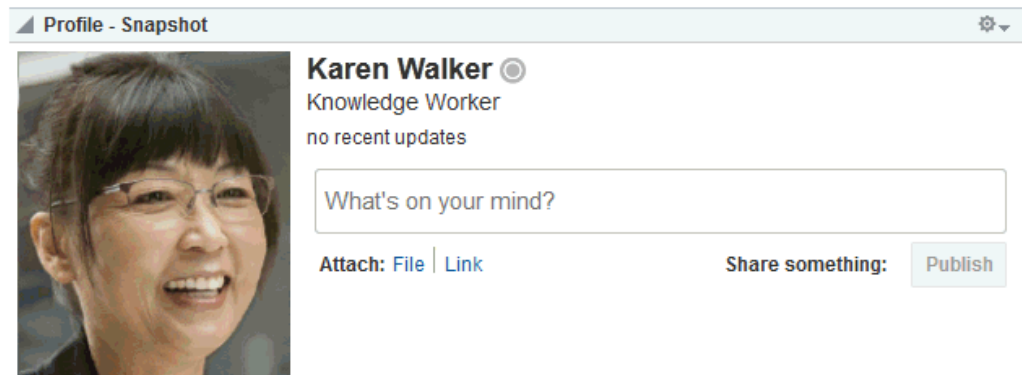 Profile - Snapshot
Karen Walker
Knowledge Worker
no recent updates
What's on your mind?
Attach: File | Link Share something: Publish